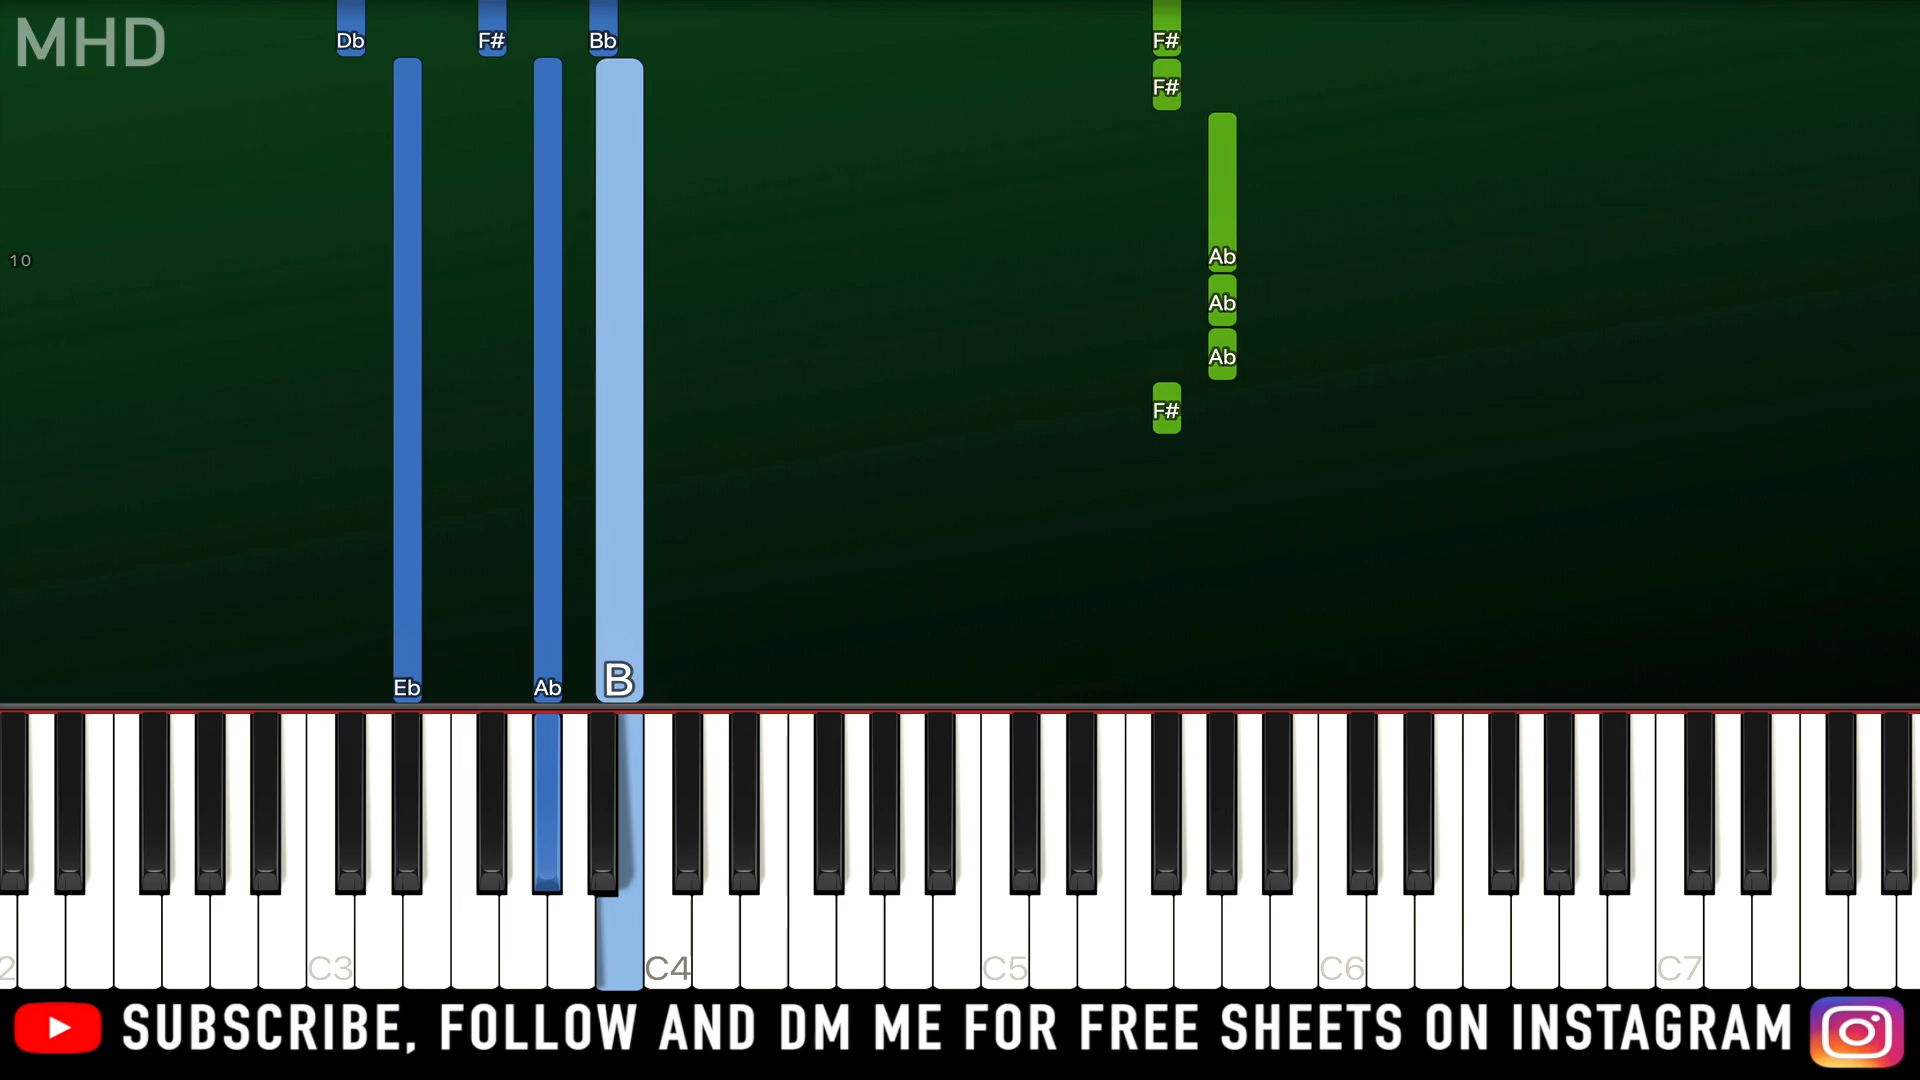 MHD
Db F# Bb F#
F#
10 Ab
Ab
Ab
F#
Eb Ab B
2 C3 C4 C5 C6 C7
SUBSCRIBE, FOLLOW AND DM ME FOR FREE SHEETS ON INSTAGRAM